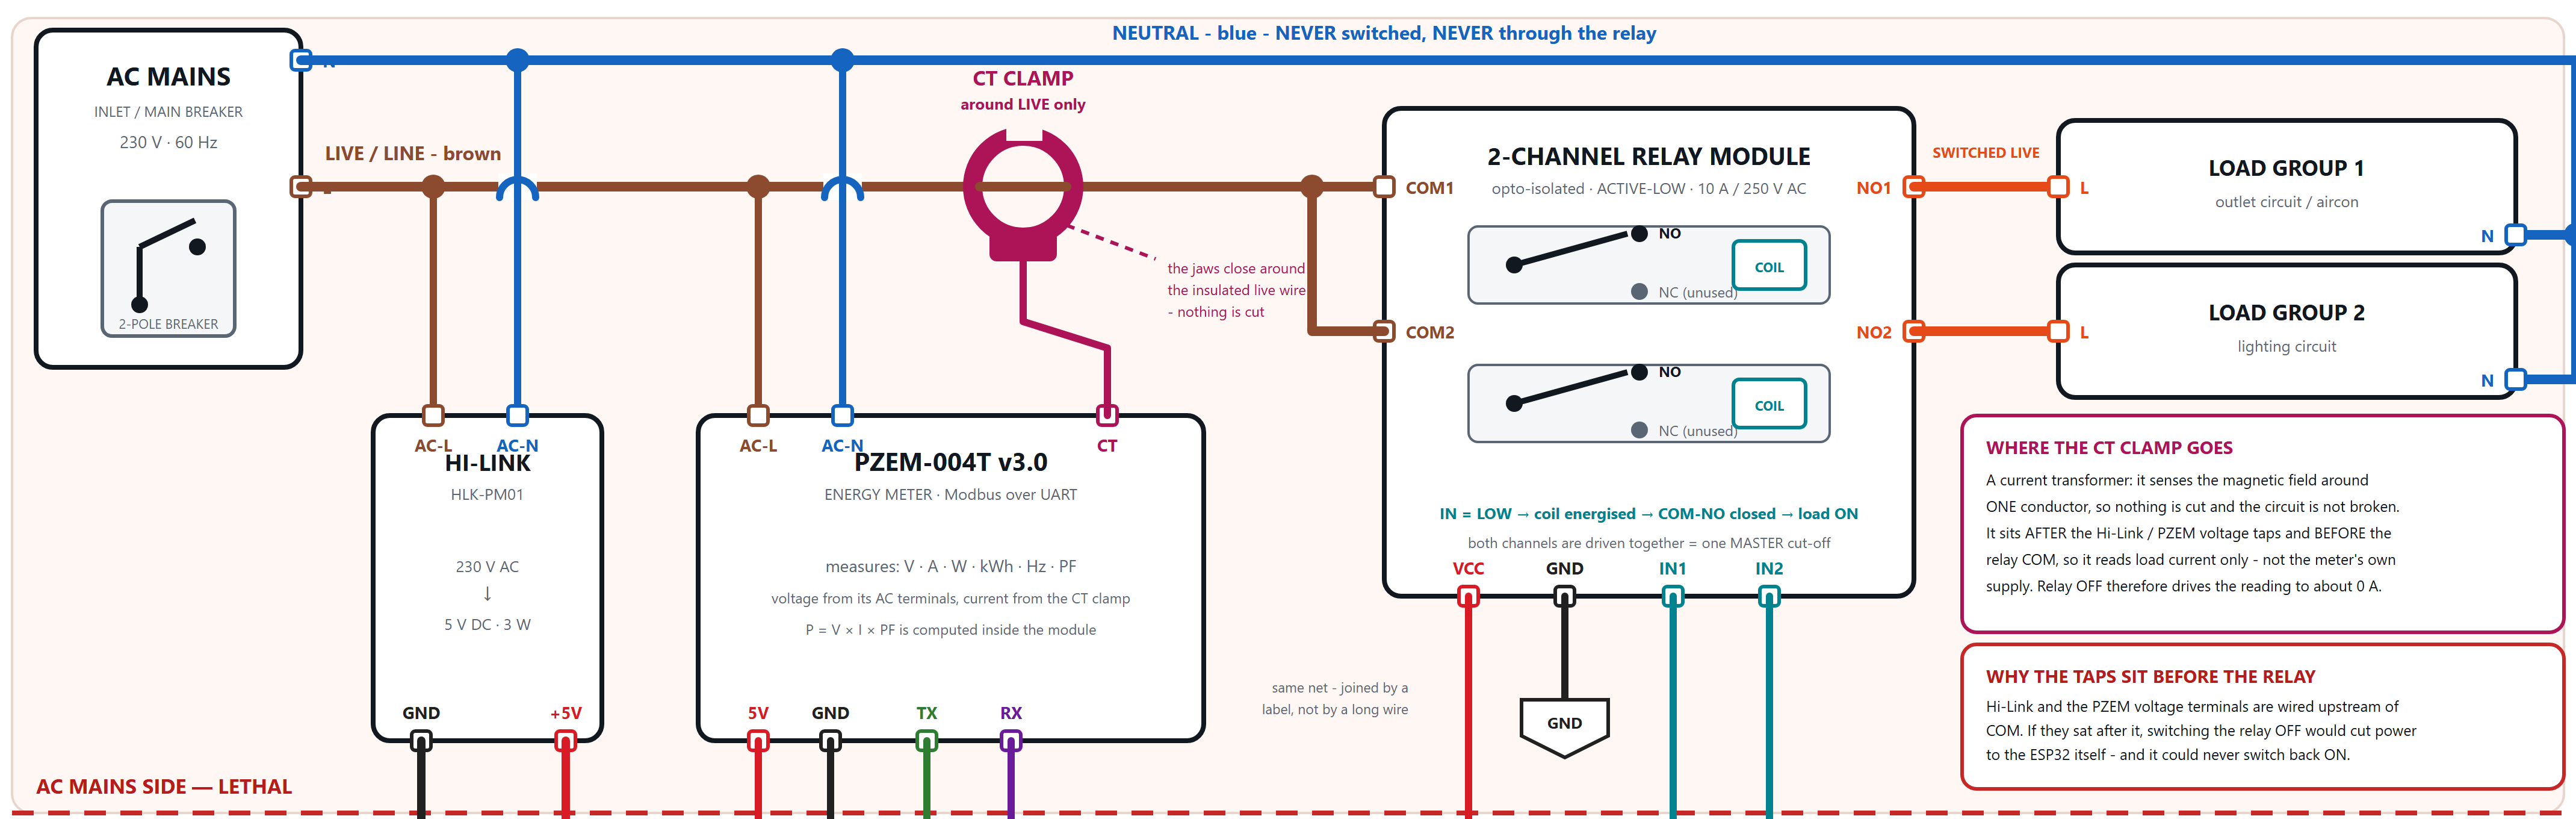 NEUTRAL - blue - NEVER switched, NEVER through the relay
AC MAINS
INLET / MAIN BREAKER
230 V · 60 Hz
2-POLE BREAKER
LIVE / LINE - brown
CT CLAMP
around LIVE only
the jaws close around
the insulated live wire
- nothing is cut
AC-L
AC-N
HI-LINK
HLK-PM01
230 V AC
↓
5 V DC · 3 W
GND
+5V
AC-L
AC-N
CT
PZEM-004T v3.0
ENERGY METER · Modbus over UART
measures: V · A · W · kWh · Hz · PF
voltage from its AC terminals, current from the CT clamp
P = V × I × PF is computed inside the module
5V
GND
TX
RX
2-CHANNEL RELAY MODULE
opto-isolated · ACTIVE-LOW · 10 A / 250 V AC
COM1
COM2
NO1
NO2
NO
NC (unused)
COIL
NO
NC (unused)
COIL
IN = LOW → coil energised → COM-NO closed → load ON
both channels are driven together = one MASTER cut-off
VCC
GND
IN1
IN2
same net - joined by a
label, not by a long wire
GND
SWITCHED LIVE
L
LOAD GROUP 1
outlet circuit / aircon
N
L
LOAD GROUP 2
lighting circuit
N
WHERE THE CT CLAMP GOES
A current transformer: it senses the magnetic field around
ONE conductor, so nothing is cut and the circuit is not broken.
It sits AFTER the Hi-Link / PZEM voltage taps and BEFORE the
relay COM, so it reads load current only - not the meter's own
supply. Relay OFF therefore drives the reading to about 0 A.
WHY THE TAPS SIT BEFORE THE RELAY
Hi-Link and the PZEM voltage terminals are wired upstream of
COM. If they sat after it, switching the relay OFF would cut power
to the ESP32 itself - and it could never switch back ON.
AC MAINS SIDE — LETHAL